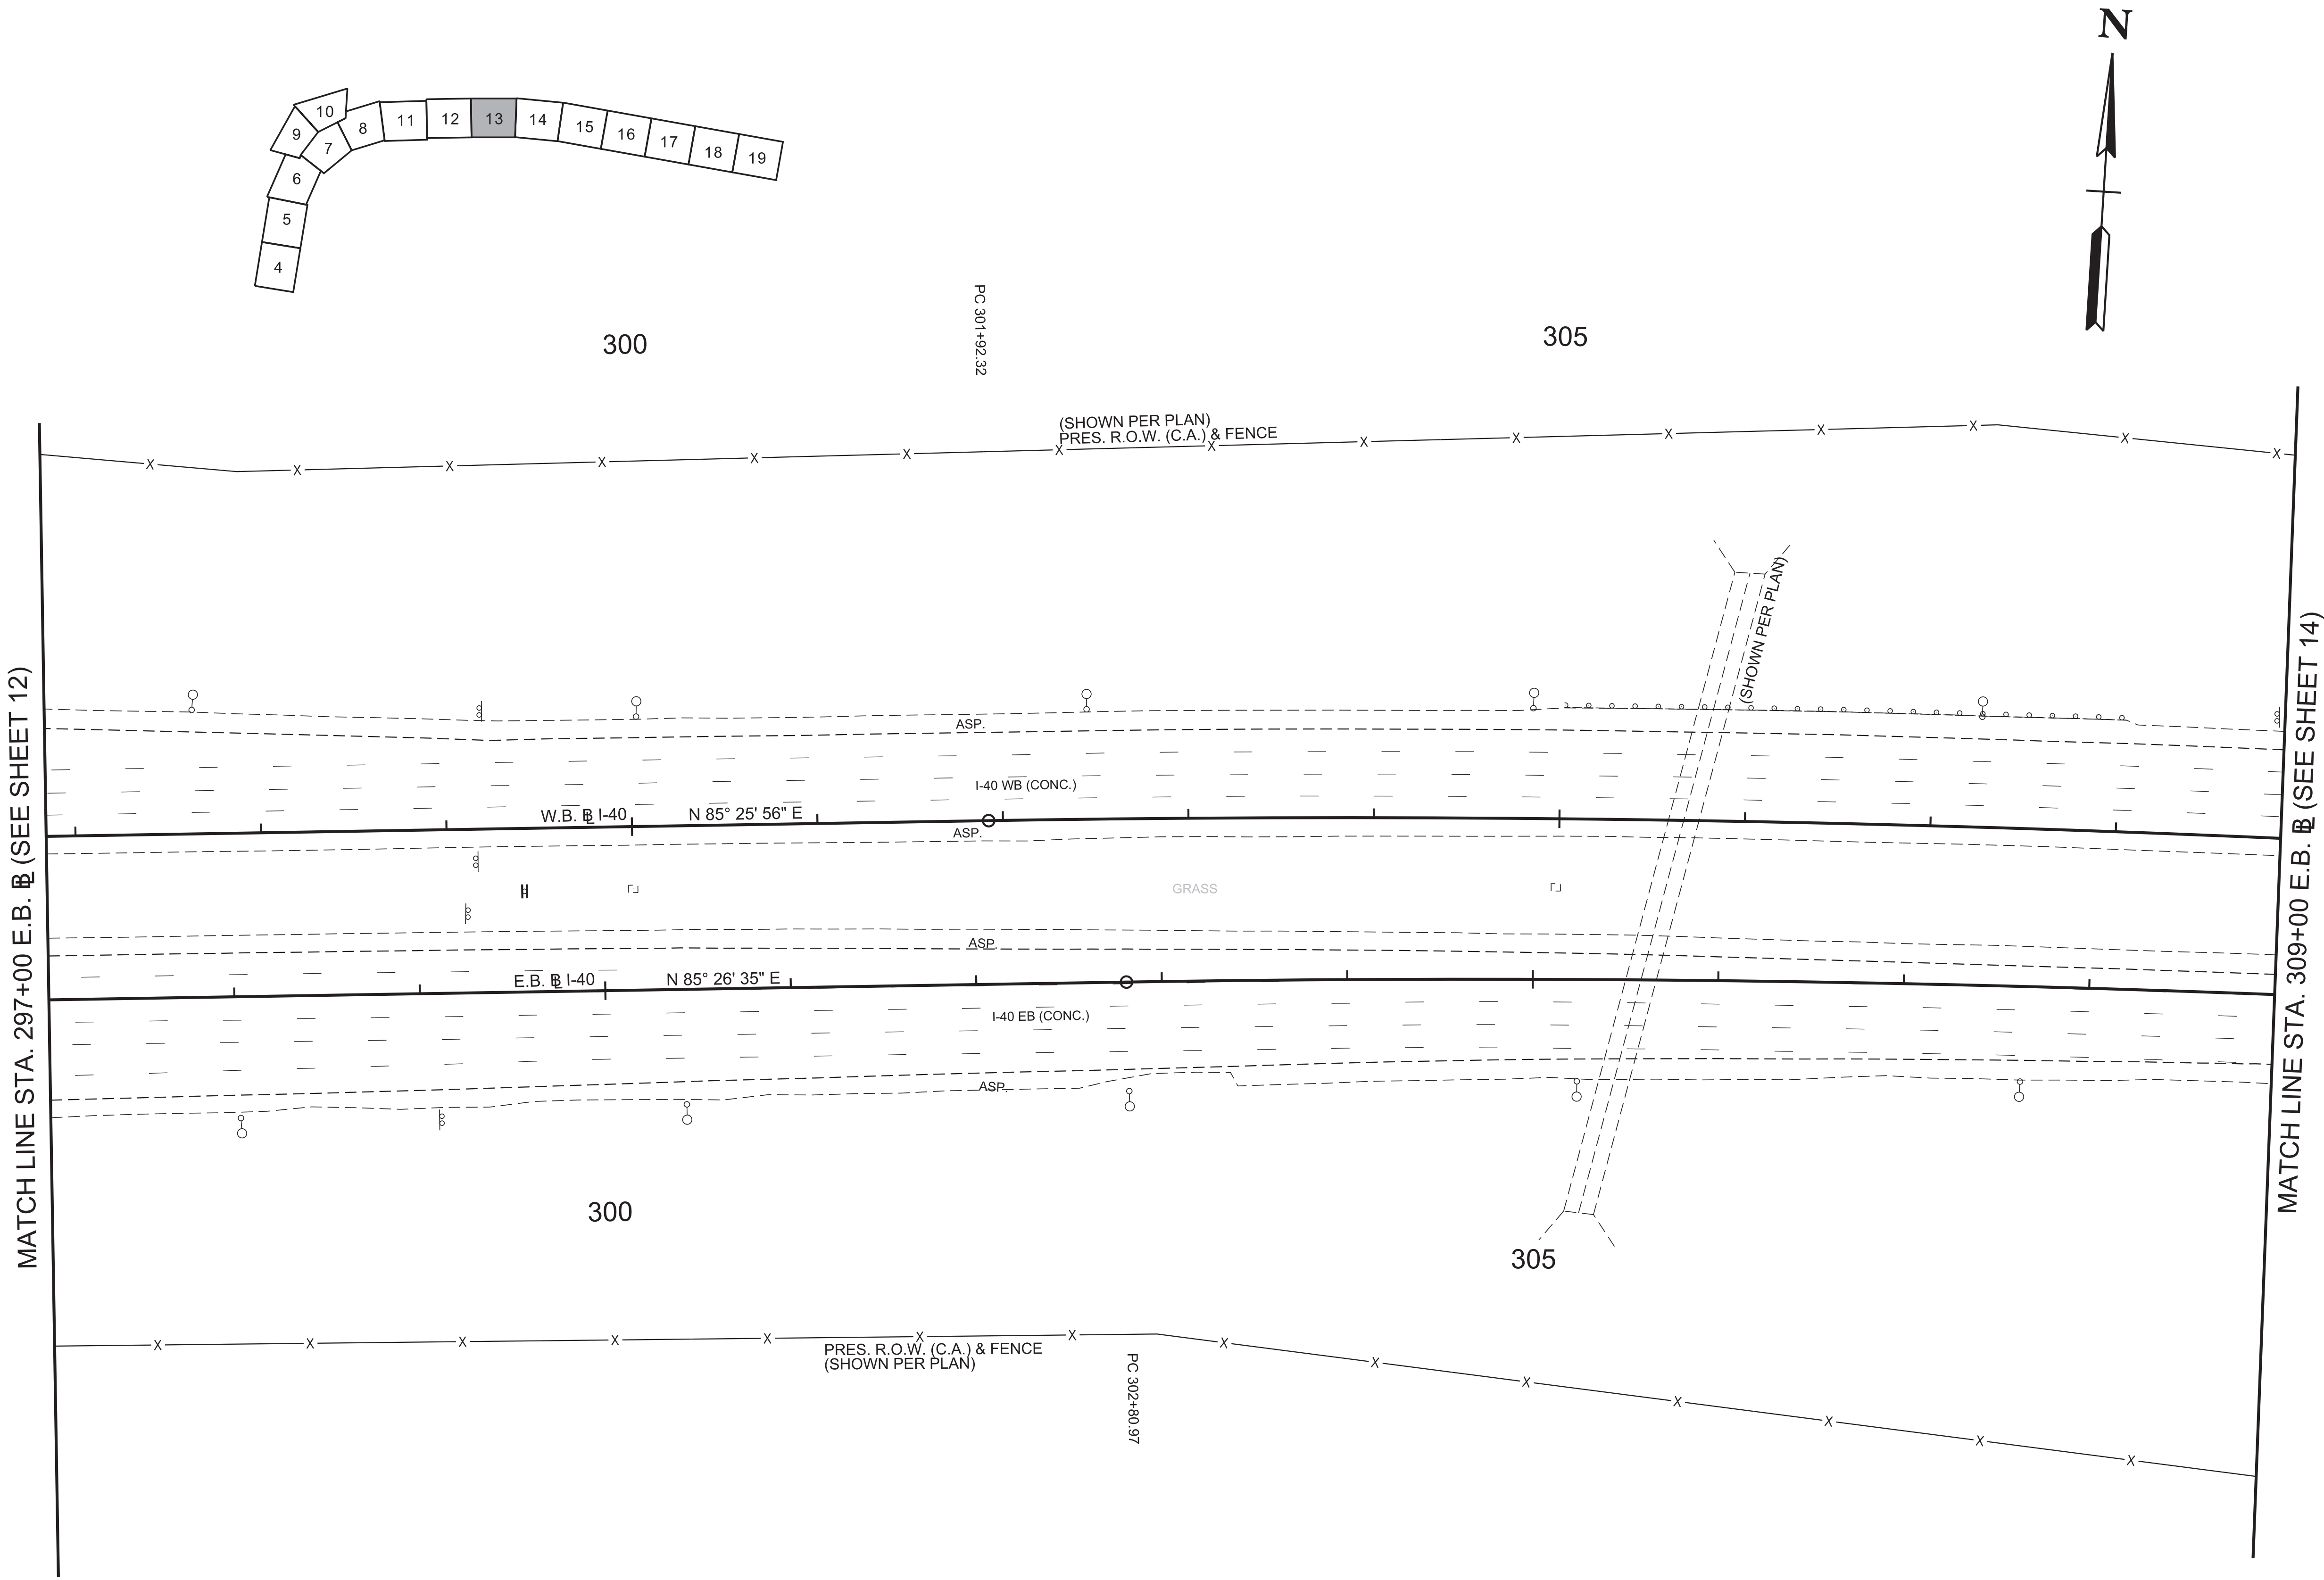 N
10
9
8
11
12
13
14
15
16
17
18
19
7
6
5
4
PC 301+92.32
300
305
(SHOWN PER PLAN)
PRES. R.O.W. (C.A.) & FENCE
MATCH LINE STA. 297+00 E.B. BL (SEE SHEET 12)
MATCH LINE STA. 309+00 E.B. BL (SEE SHEET 14)
(SHOWN PER PLAN)
ASP.
I-40 WB (CONC.)
W.B. BL I-40
N 85° 25' 56" E
ASP.
GRASS
ASP.
E.B. BL I-40
N 85° 26' 35" E
I-40 EB (CONC.)
ASP.
300
305
PRES. R.O.W. (C.A.) & FENCE
(SHOWN PER PLAN)
PC 302+80.97